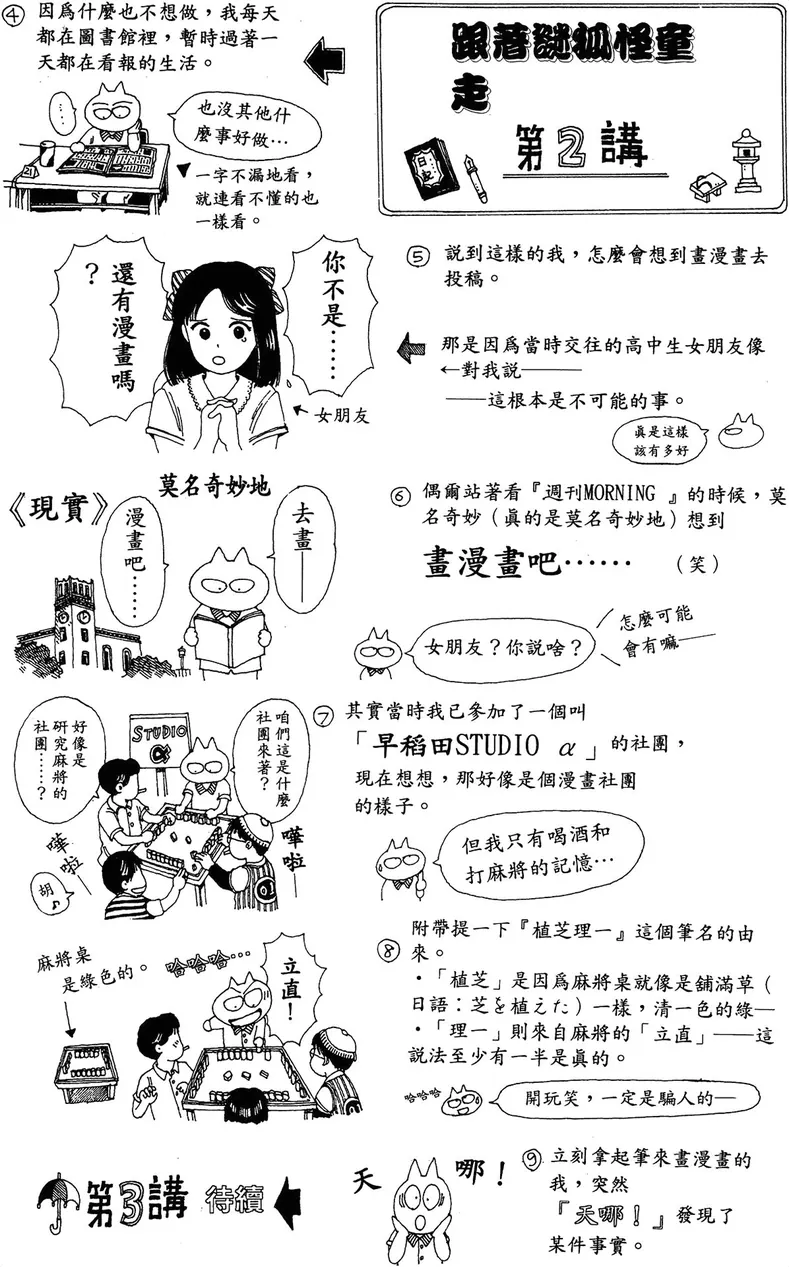 跟著謎狐怪童
走
第2講
日記
④ 因爲什麼也不想做，我每天
都在圖書館裡，暫時過著一
天都在看報的生活。
…
也沒其他什
麼事好做…
一字不漏地看，
就連看不懂的也
一樣看。
⑤ 說到這樣的我，怎麼會想到畫漫畫去
投稿。
那是因爲當時交往的高中生女朋友像
←對我說———
——這根本是不可能的事。
真是這樣
該有多好
你不是……
還有漫畫嗎
？
←女朋友
⑥ 偶爾站著看『週刊MORNING 』的時候，莫
名奇妙（真的是莫名奇妙地）想到
畫漫畫吧…… （笑）
女朋友？你說啥？
怎麼可能
會有嘛——
莫名奇妙地
《現實》
去畫——
漫畫吧……
⑦ 其實當時我已參加了一個叫
「早稻田STUDIO α」的社團，
現在想想，那好像是個漫畫社團
的樣子。
但我只有喝酒和
打麻將的記憶…
STUDIO
α
咱們這是什麼
社團來著？
好像是
研究麻將的
社團……？
嘩啦——
嘩啦——
胡
⑧ 附帶提一下『植芝理一』這個筆名的由
來。
・「植芝」是因爲麻將桌就像是舖滿草（
日語：芝を植えた）一樣，清一色的綠—
・「理一」則來自麻將的「立直」——這
說法至少有一半是真的。
哈哈哈
開玩笑，一定是騙人的—
麻將桌
是綠色的。
哈哈哈…
立直！
⑨ 立刻拿起筆來畫漫畫的
我，突然
『天哪！』發現了
某件事實。
天 哪！
第3講 待續